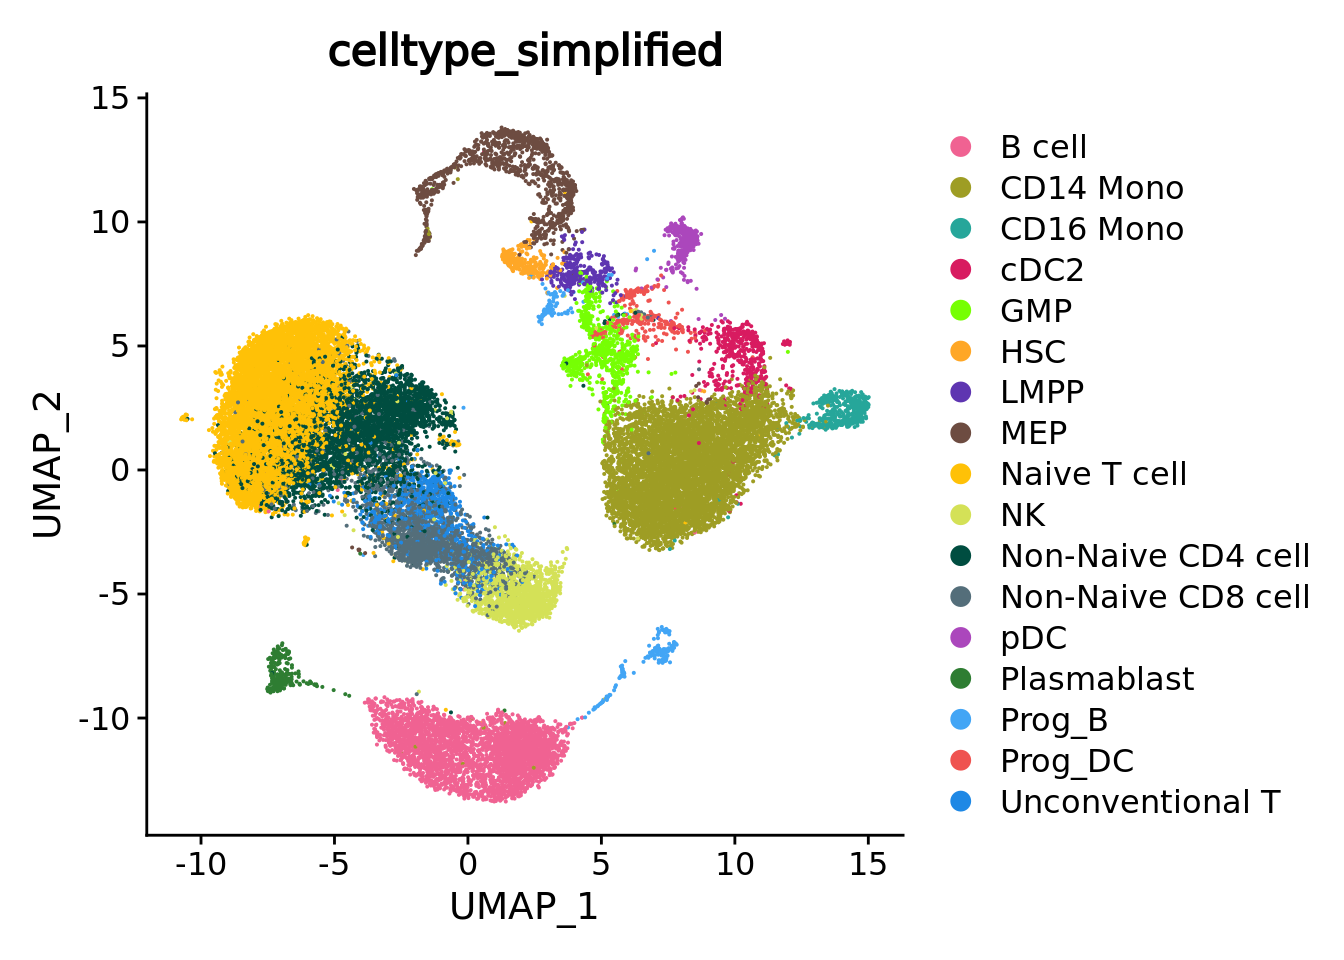 celltype_simplified
15
10
5
0
-5
-10
UMAP_2
-10
-5
0
5
10
15
UMAP_1
B cell
CD14 Mono
CD16 Mono
cDC2
GMP
HSC
LMPP
MEP
Naive T cell
NK
Non-Naive CD4 cell
Non-Naive CD8 cell
pDC
Plasmablast
Prog_B
Prog_DC
Unconventional T